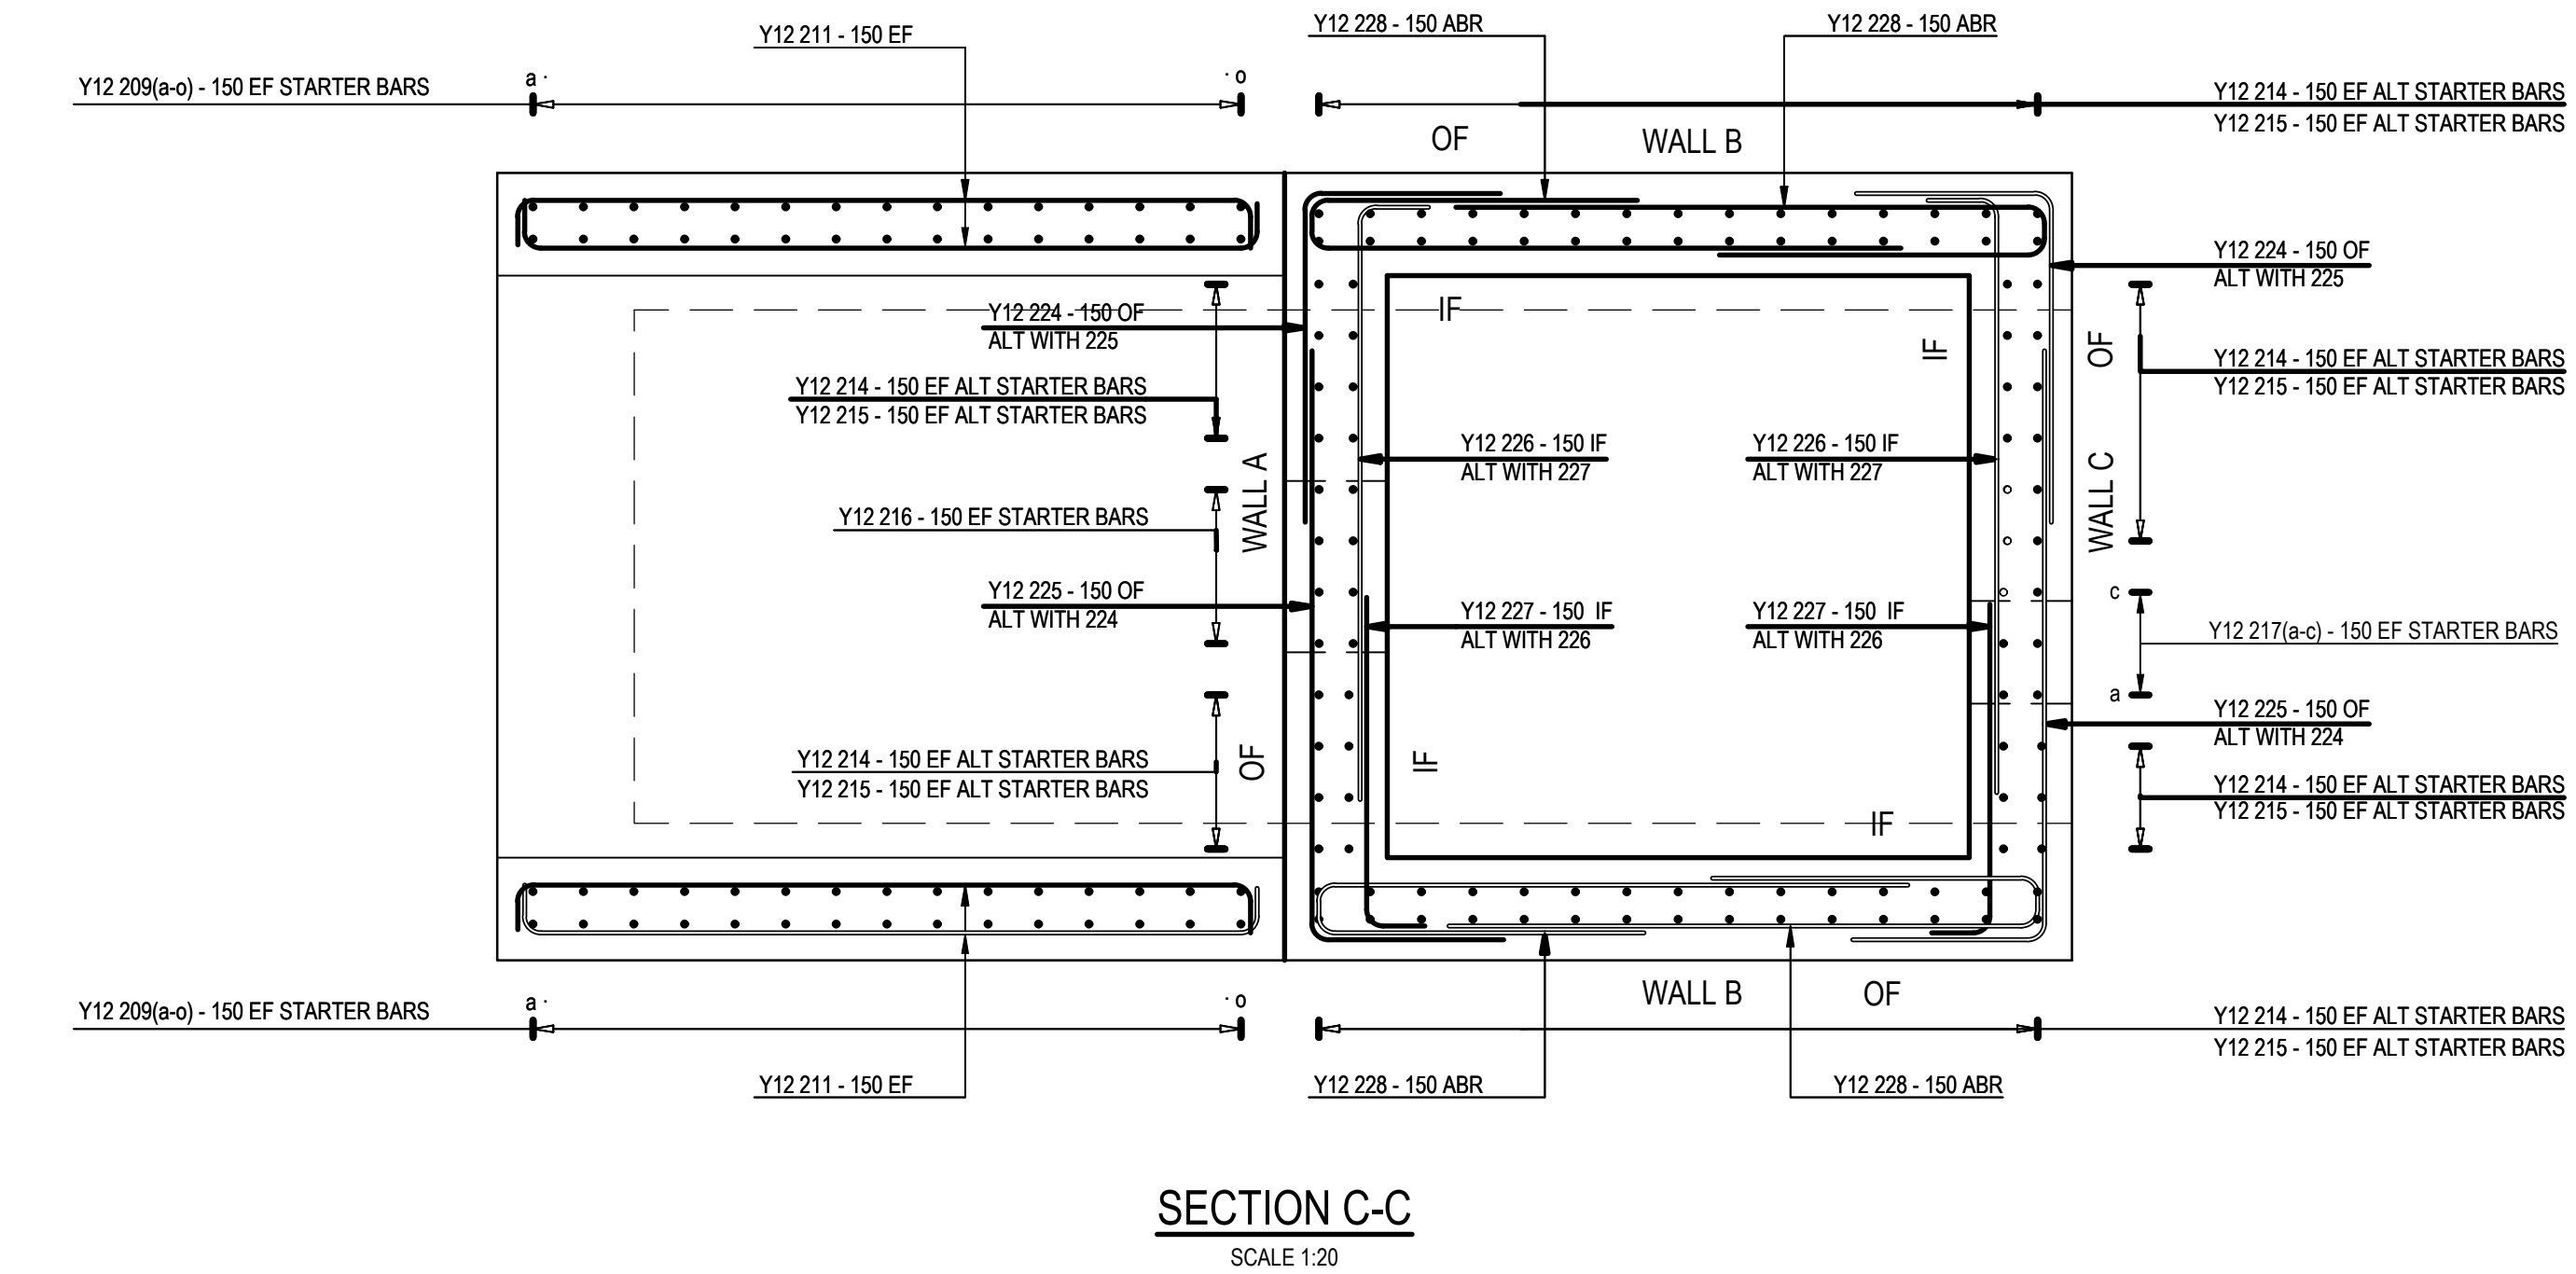 Y12 228 - 150 ABR
Y12 228 - 150 ABR
Y12 211 - 150 EF
Y12 209(a-o) - 150 EF STARTER BARS
a
o
Y12 214 - 150 EF ALT STARTER BARS
Y12 215 - 150 EF ALT STARTER BARS
OF
WALL B
Y12 224 - 150 OF
ALT WITH 225
Y12 224 - 150 OF
ALT WITH 225
IF
IF
OF
Y12 214 - 150 EF ALT STARTER BARS
Y12 215 - 150 EF ALT STARTER BARS
Y12 214 - 150 EF ALT STARTER BARS
Y12 215 - 150 EF ALT STARTER BARS
WALL A
Y12 226 - 150 IF
ALT WITH 227
Y12 226 - 150 IF
ALT WITH 227
WALL C
Y12 216 - 150 EF STARTER BARS
Y12 225 - 150 OF
ALT WITH 224
Y12 227 - 150 IF
ALT WITH 226
Y12 227 - 150 IF
ALT WITH 226
c
Y12 217(a-c) - 150 EF STARTER BARS
a
Y12 225 - 150 OF
ALT WITH 224
Y12 214 - 150 EF ALT STARTER BARS
Y12 215 - 150 EF ALT STARTER BARS
OF
IF
IF
Y12 214 - 150 EF ALT STARTER BARS
Y12 215 - 150 EF ALT STARTER BARS
WALL B
OF
Y12 209(a-o) - 150 EF STARTER BARS
a
o
Y12 214 - 150 EF ALT STARTER BARS
Y12 215 - 150 EF ALT STARTER BARS
Y12 211 - 150 EF
Y12 228 - 150 ABR
Y12 228 - 150 ABR
SECTION C-C
SCALE 1:20